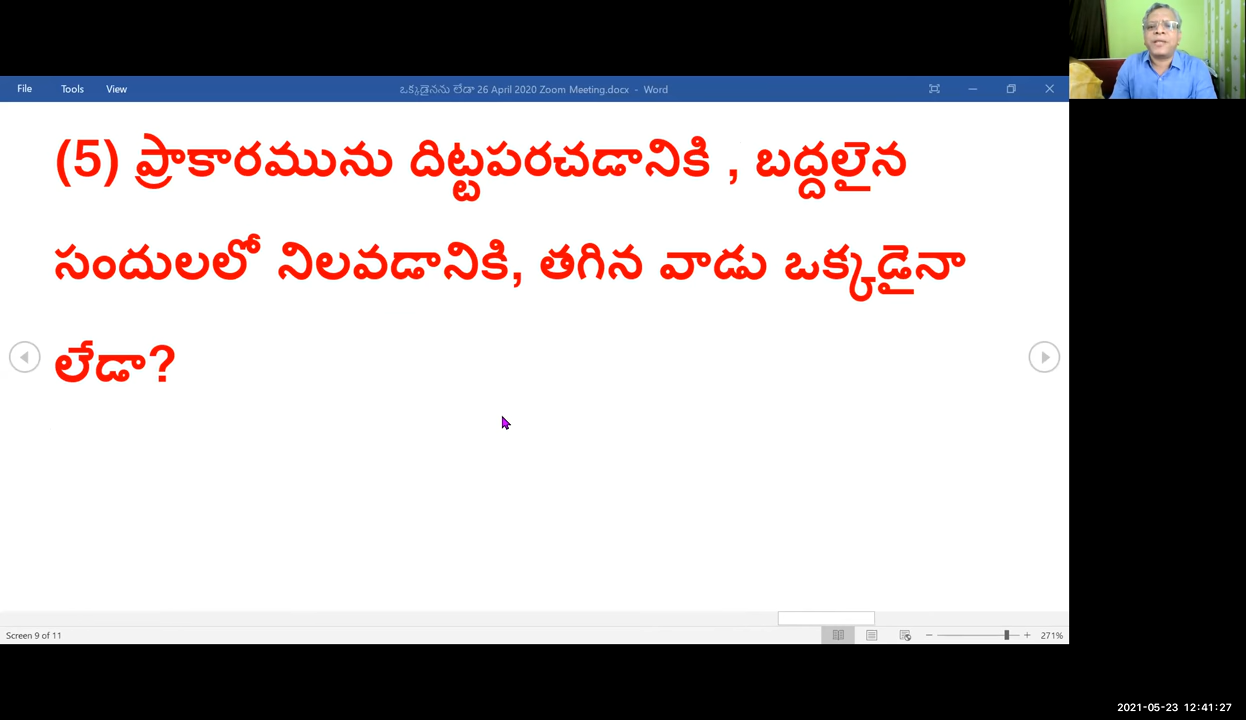 File Tools View ఒక్కడైనను లేడా 26 April 2020 Zoom Meeting.docx - Word
(5) ప్రాకారమును దిట్టపరచడానికి , బద్దలైన
సందులలో నిలవడానికి, తగిన వాడు ఒక్కడైనా
లేడా?
Screen 9 of 11 271%
2021-05-23 12:41:27